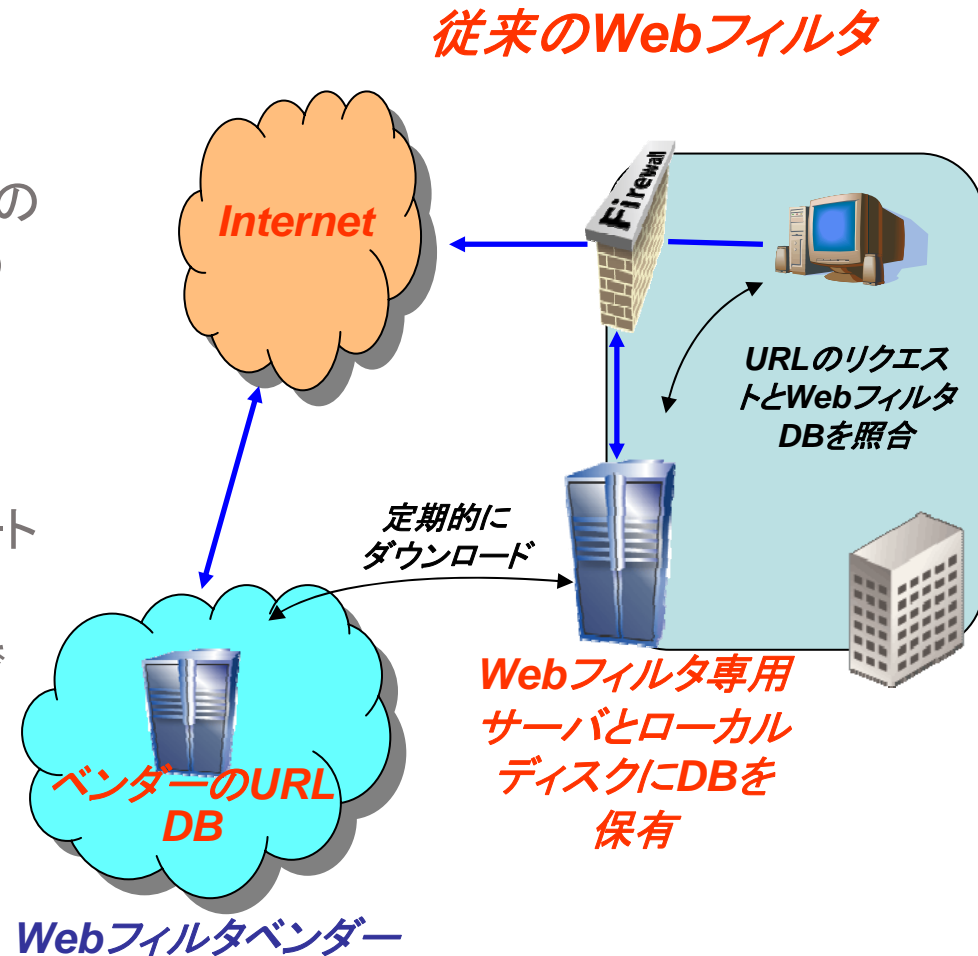 従来のWebフィルタ
の
Internet
Firewall
URLのリクエス
トとWebフィルタ
DBを照合
ート
定期的に
ダウンロード
Webフィルタ専用
サーバとローカル
ディスクにDBを
保有
ベンダーのURL
DB
Webフィルタベンダー